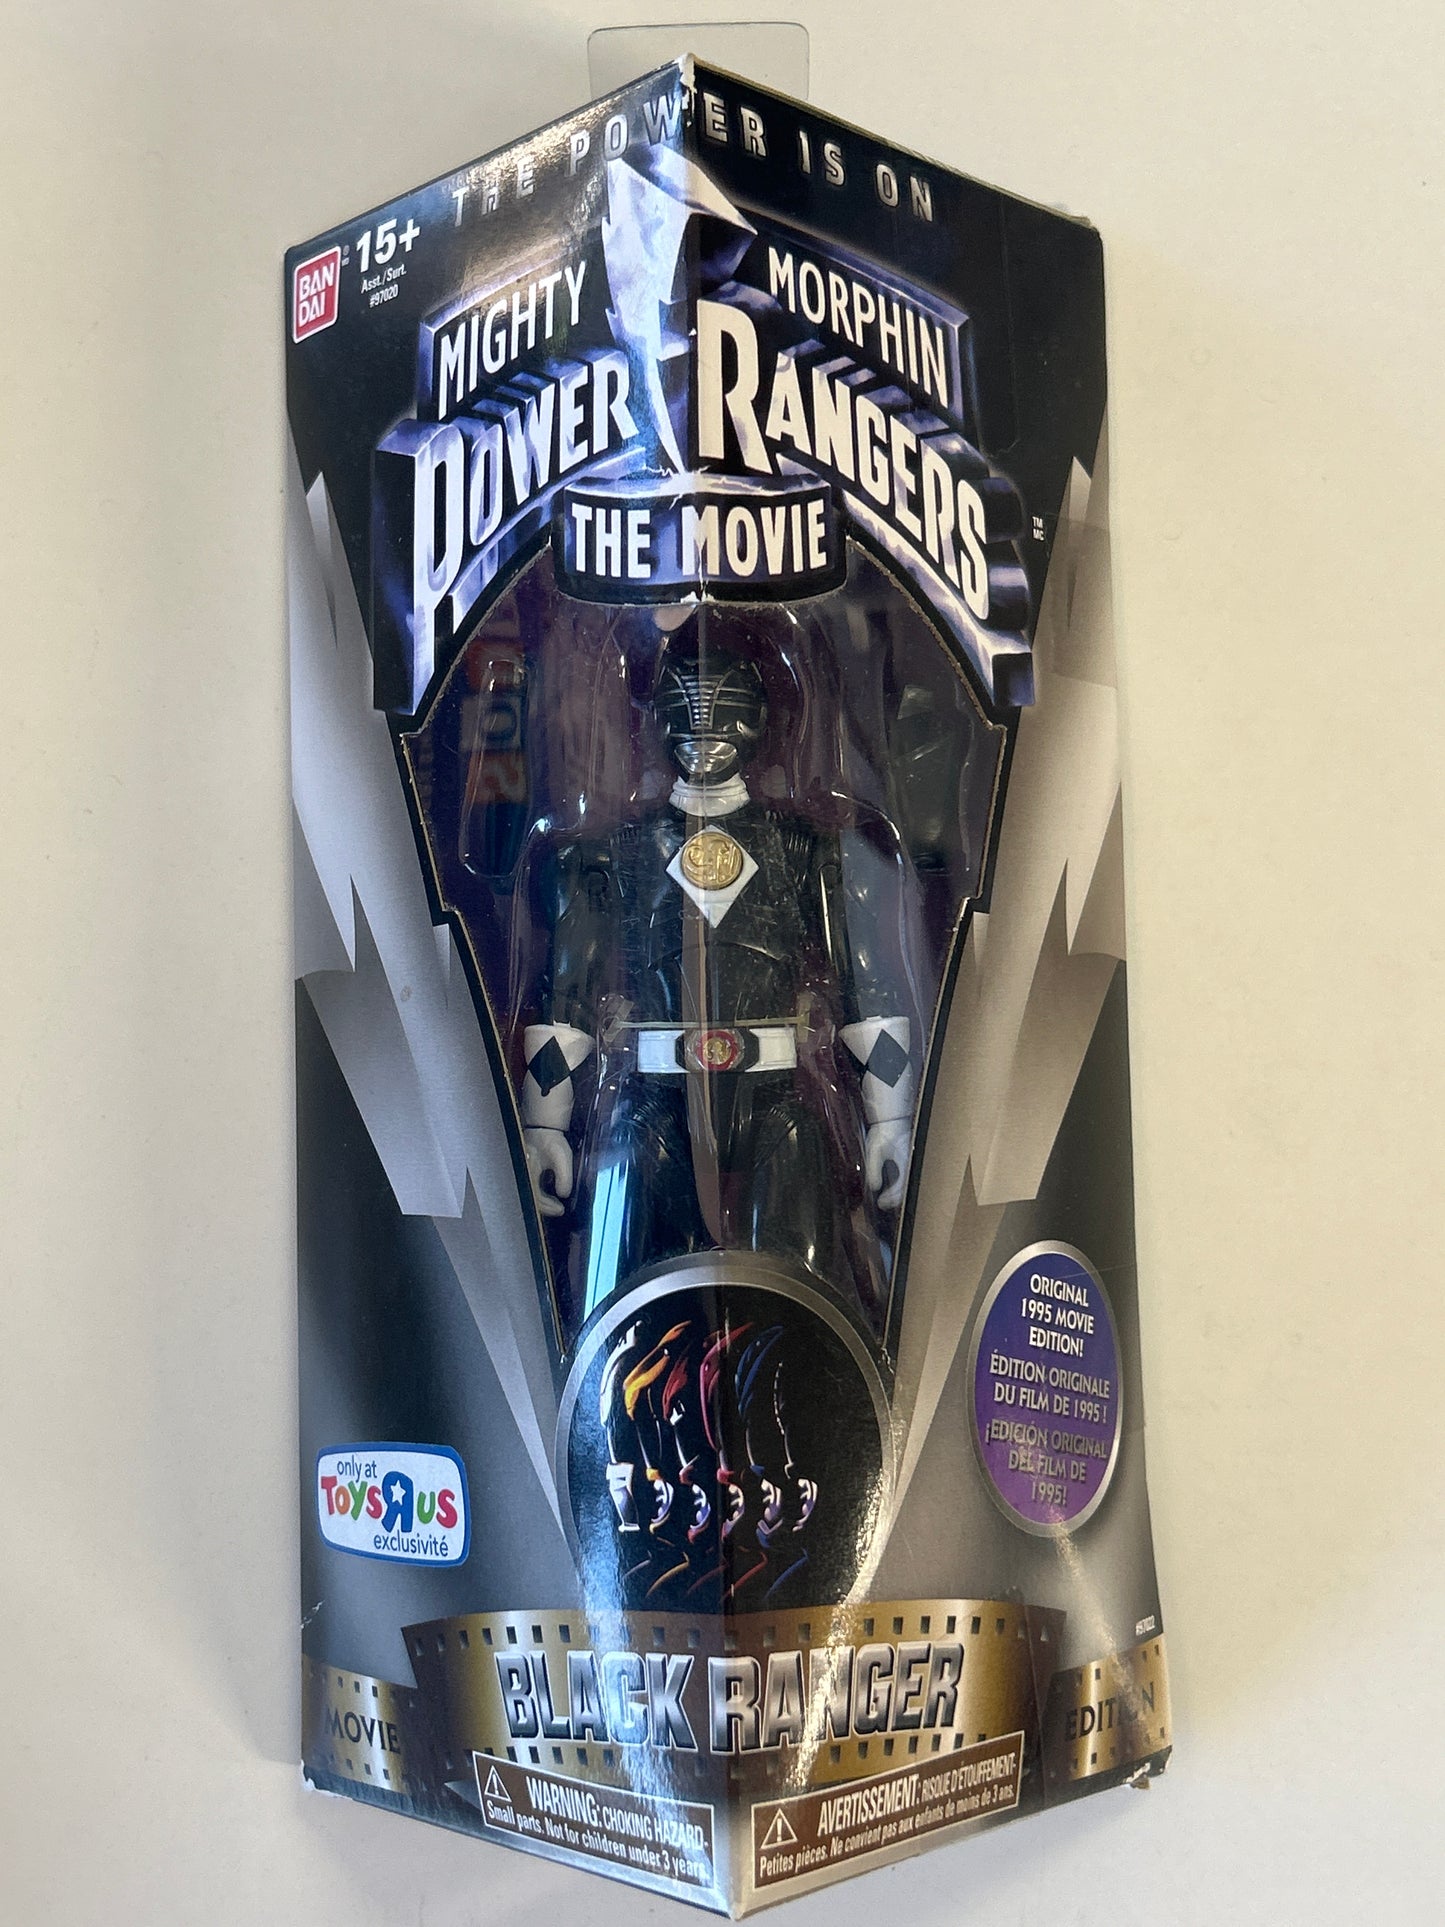 THE POWER IS ON
BAN
DAI
®
MD
15+
Asst./Surt.
#97020
MIGHTY MORPHIN
POWER RANGERS
TM
MC
THE MOVIE
ORIGINAL
1995 MOVIE
EDITION!
ÉDITION ORIGINALE
DU FILM DE 1995 !
¡EDICIÓN ORIGINAL
DEL FILM DE
1995!
only at
TOYSRUS
exclusivité
#97022
BLACK RANGER
MOVIE EDITION
WARNING: CHOKING HAZARD-
Small parts. Not for children under 3 years.
AVERTISSEMENT: RISQUE D'ÉTOUFFEMENT-
Petites pièces. Ne convient pas aux enfants de moins de 3 ans.